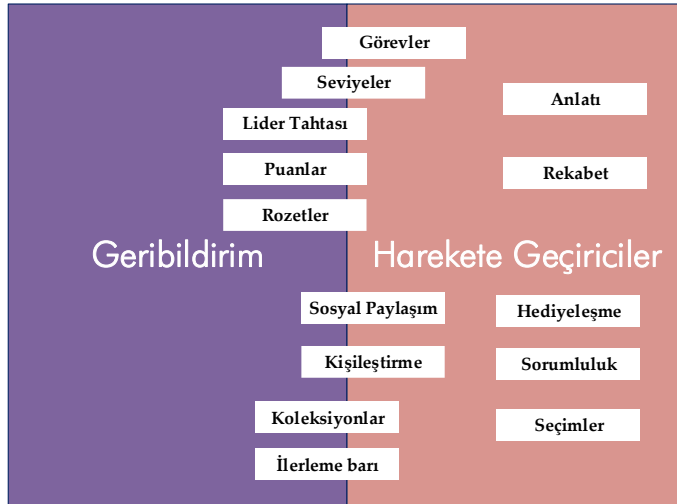 Görevler
Seviyeler
Anlatı
Lider Tahtası
Puanlar
Rekabet
Rozetler
Geribildirim
Harekete Geçiriciler
Sosyal Paylaşım
Hediyeleşme
Kişileştirme
Sorumluluk
Koleksiyonlar
Seçimler
İlerleme barı